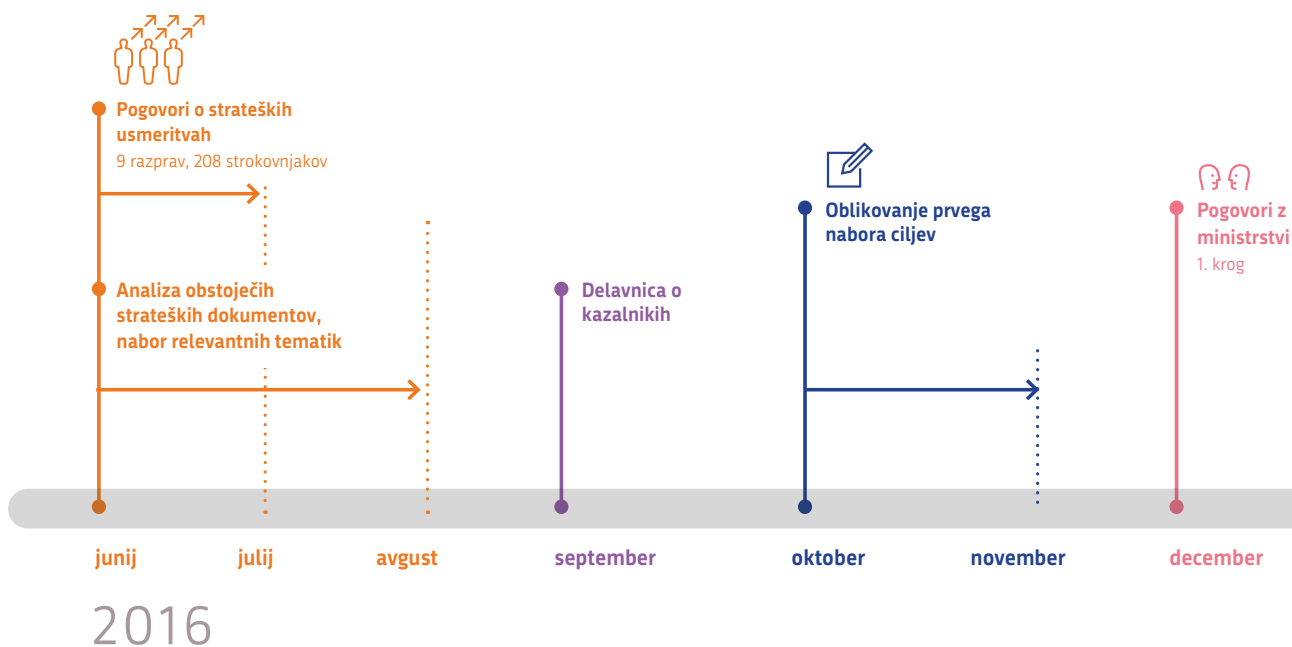 Pogovori o strateških
usmeritvah
9 razprav, 208 strokovnjakov
Analiza obstoječih
strateških dokumentov,
nabor relevantnih tematik
Delavnica o
kazalnikih
Oblikovanje prvega
nabora ciljev
Pogovori z
ministrstvi
1. krog
junij
julij
avgust
september
oktober
november
december
2016